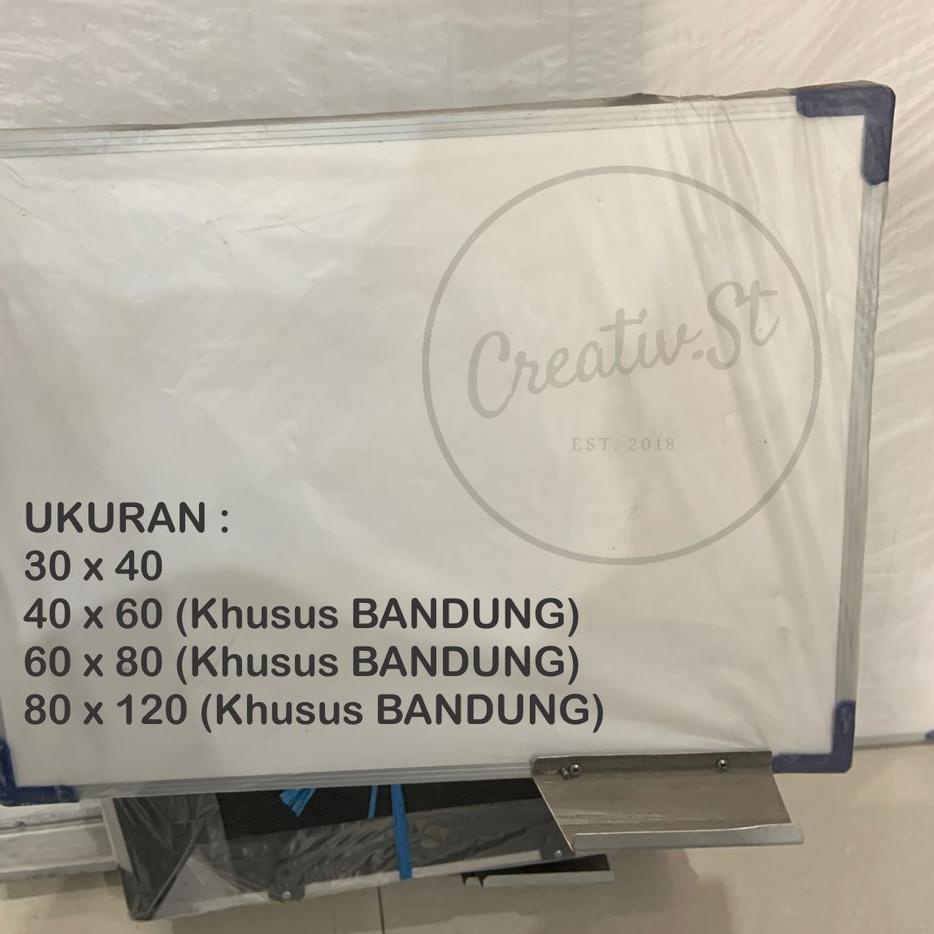 Creativ.St
EST. 2018
UKURAN :
30 x 40
40 x 60 (Khusus BANDUNG)
60 x 80 (Khusus BANDUNG)
80 x 120 (Khusus BANDUNG)